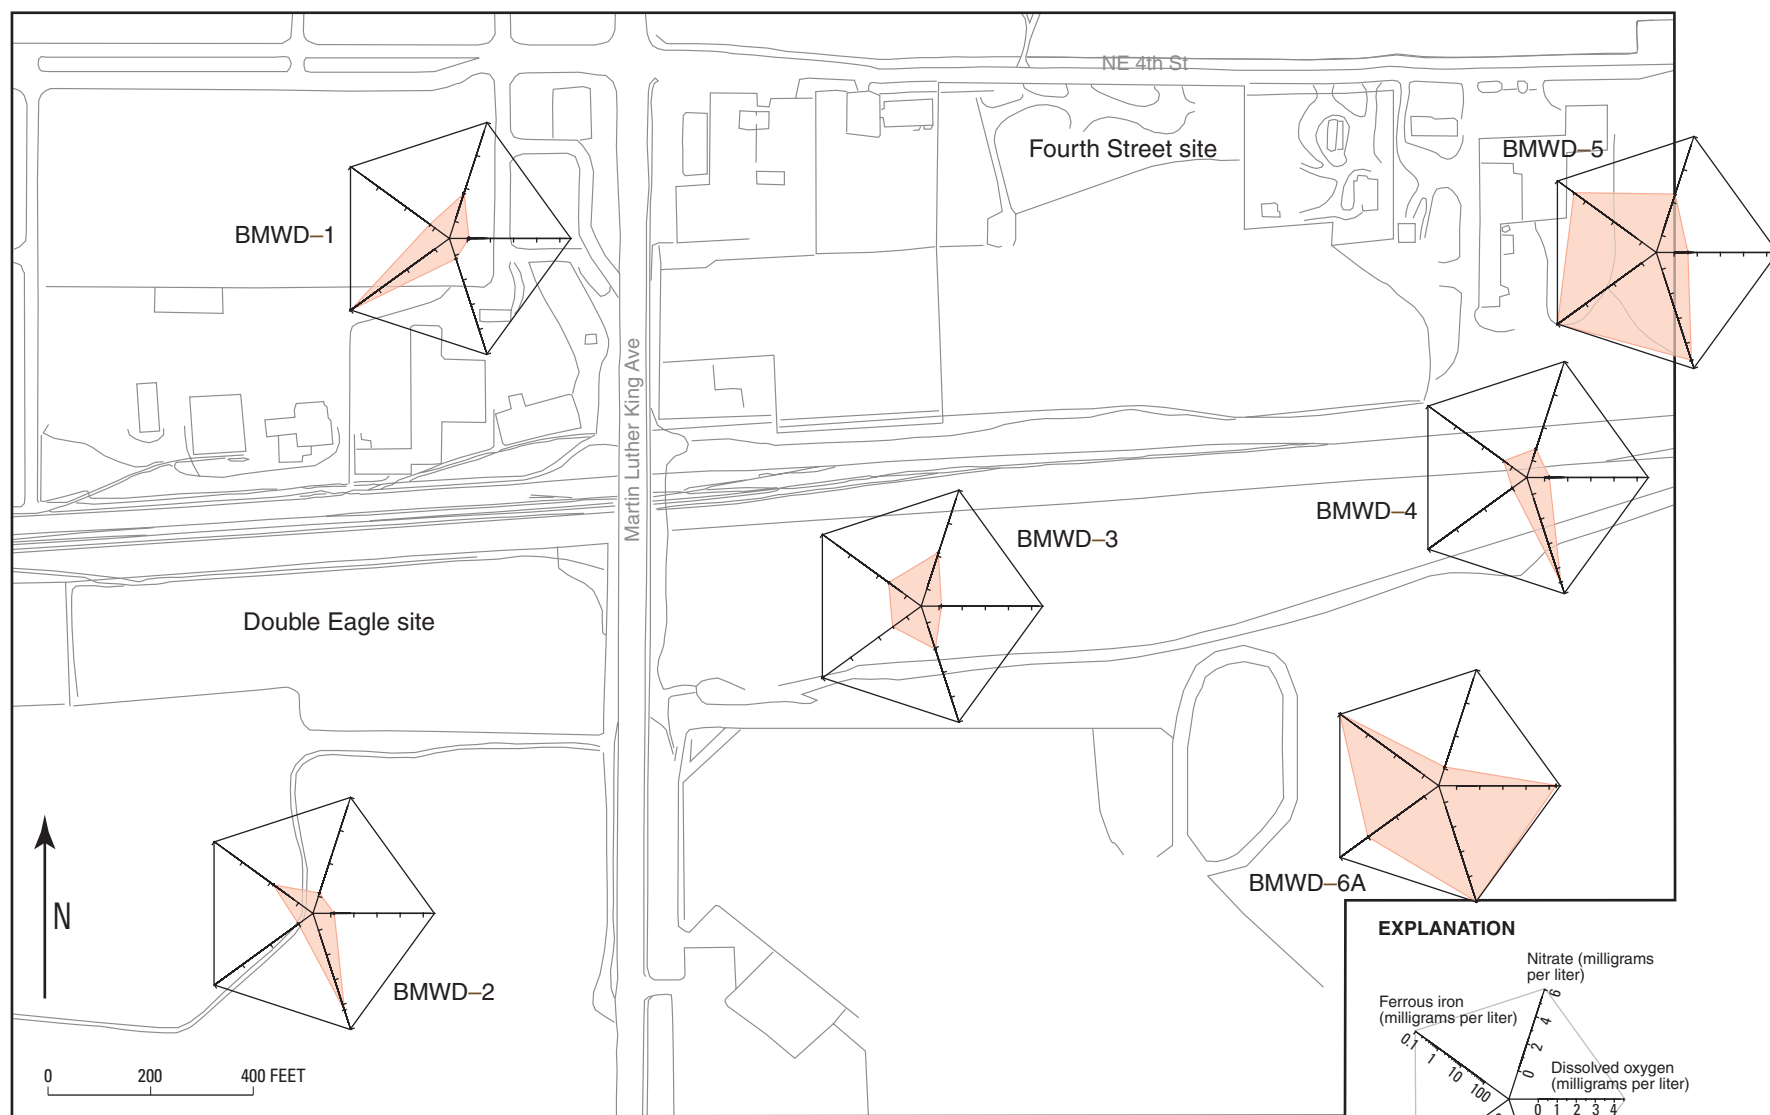 NE 4th St
Fourth Street site
BMWD–5
BMWD–1
Martin Luther King Ave
BMWD–4
BMWD–3
Double Eagle site
BMWD–6A
N
BMWD–2
0 200 400 FEET
EXPLANATION
Nitrate (milligrams
per liter)
Ferrous iron
(milligrams per liter)
6
4
2
0
0.1
1
10
100
Dissolved oxygen
(milligrams per liter)
0 1 2 3 4